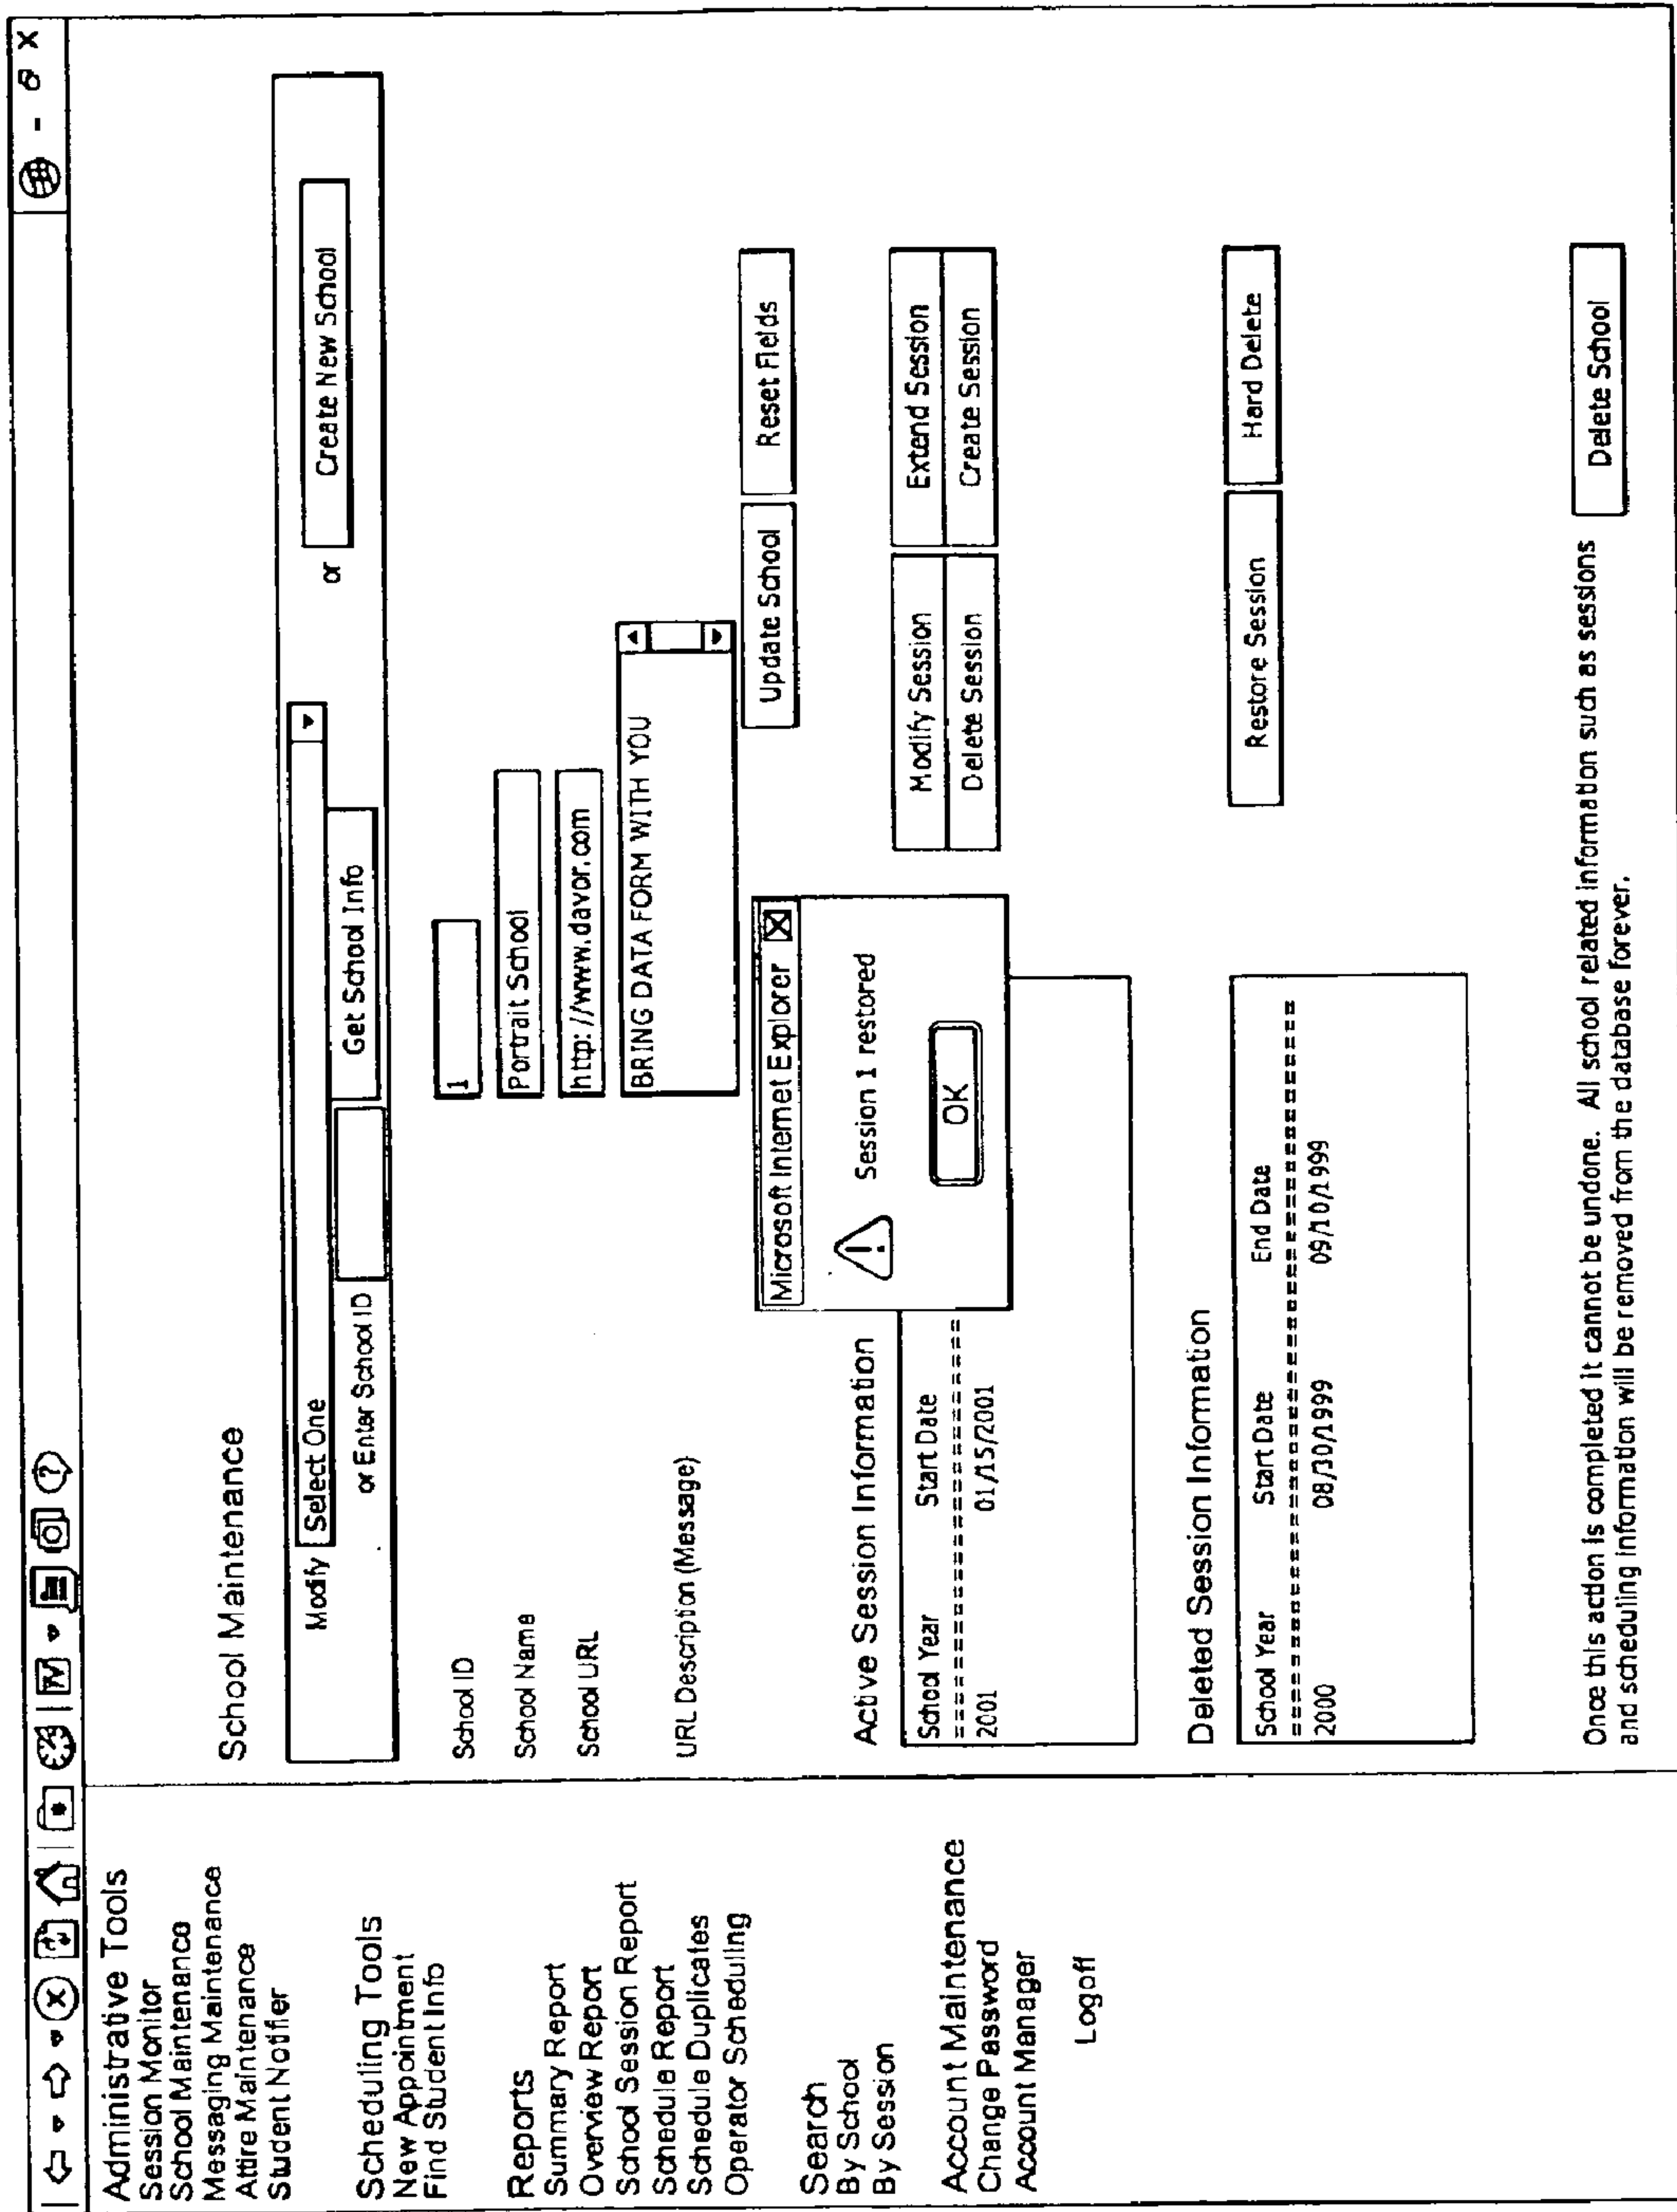 Administrative Tools
Session Monitor
School Maintenance
Messaging Maintenance
Attire Maintenance
Student Notifier
Scheduling Tools
New Appointment
Find Student Info
Reports
Summary Report
Overview Report
School Session Report
Schedule Report
Schedule Duplicates
Operator Scheduling
Search
By School
By Session
Account Maintenance
Change Password
Account Manager
Logoff
School Maintenance
Modify Select One or Create New School
or Enter School ID Get School Info
School ID 1
School Name Portrait School
School URL http://www.davor.com
URL Description (Message) BRING DATA FORM WITH YOU
Update School Reset Fields
Microsoft Internet Explorer
Session 1 restored
OK
Active Session Information
School Year Start Date
==============================
2001 01/15/2001
Modify Session Extend Session
Delete Session Create Session
Deleted Session Information
School Year Start Date End Date
==================================================
2000 08/30/1999 09/10/1999
Restore Session Hard Delete
Once this action is completed it cannot be undone. All school related information such as sessions
and scheduling information will be removed from the database forever.
Delete School